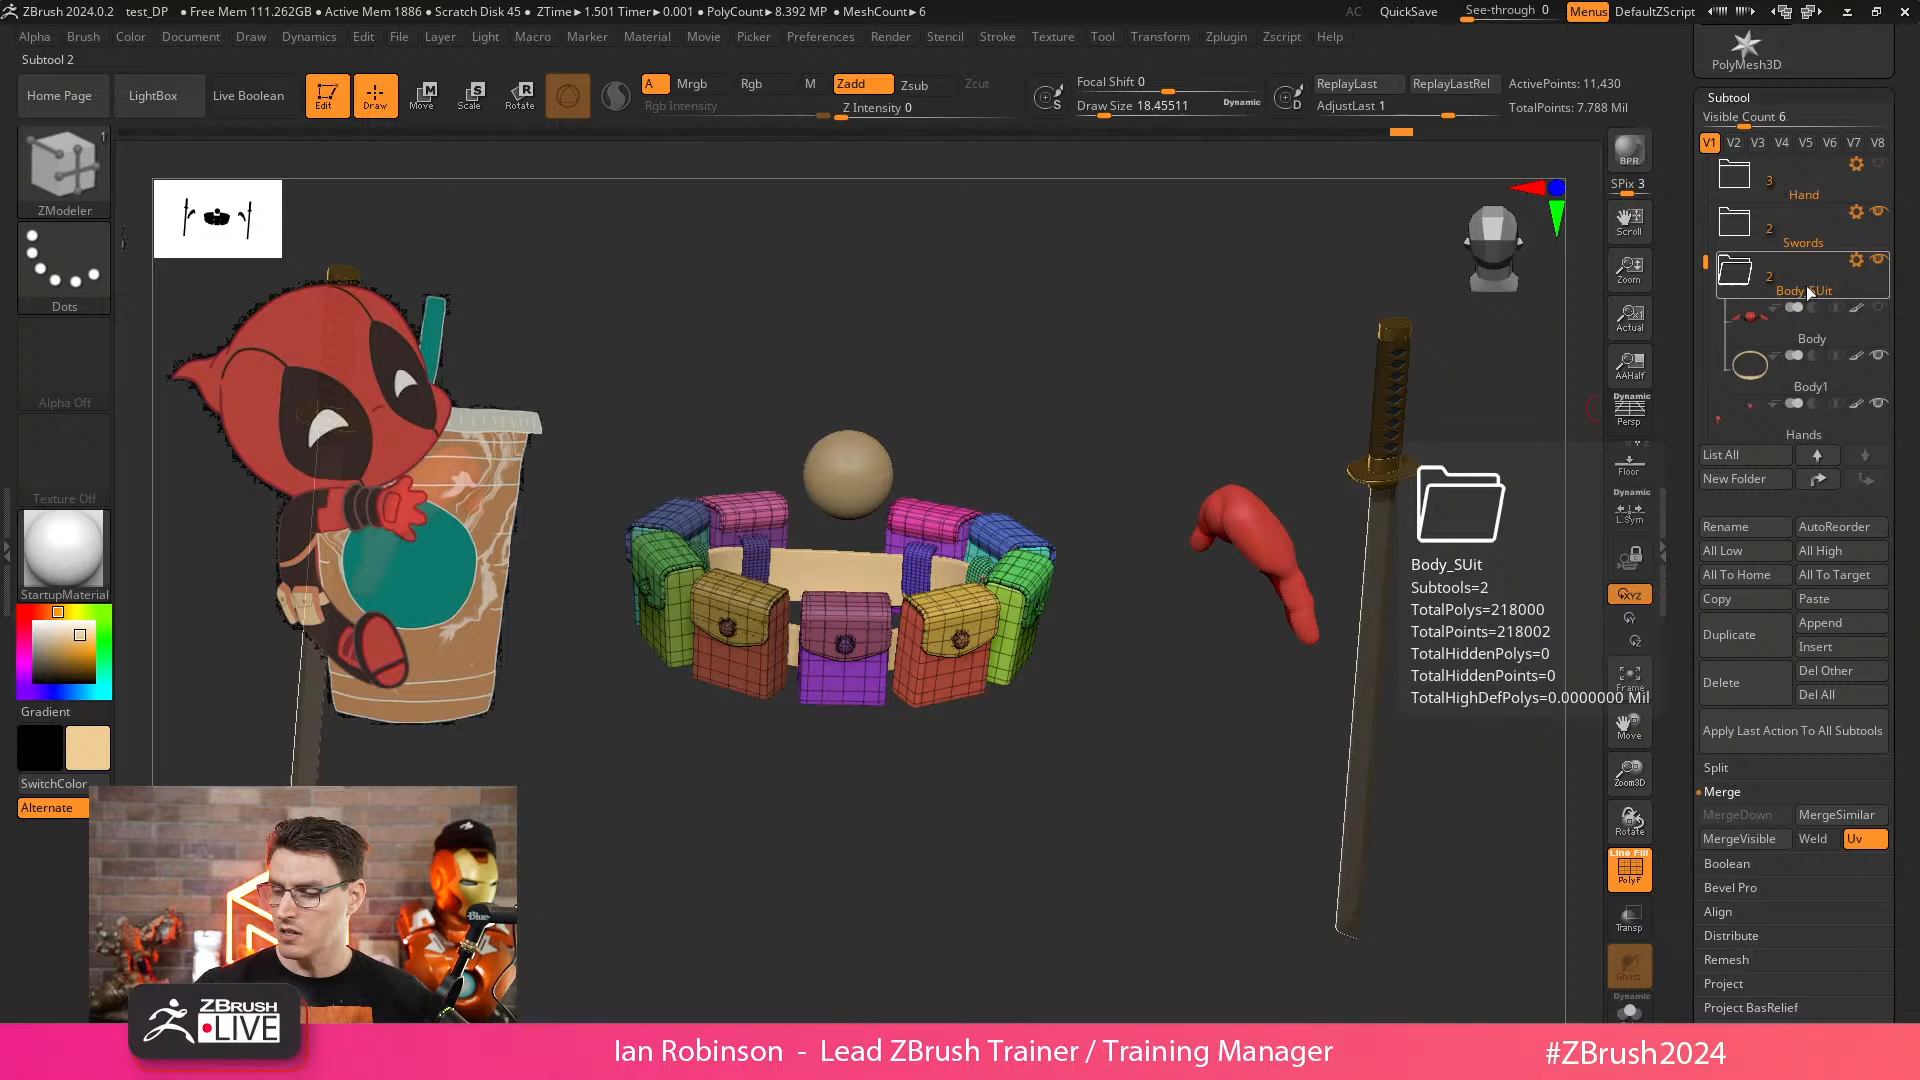 ZBrush 2024.0.2 test_DP • Free Mem 111.262GB • Active Mem 1886 • Scratch Disk 45 • ZTime▸1.501 Timer▸0.001 • PolyCount▸8.392 MP • MeshCount▸6
AC QuickSave See-through 0 Menus DefaultZScript
Alpha Brush Color Document Draw Dynamics Edit File Layer Light Macro Marker Material Movie Picker Preferences Render Stencil Stroke Texture Tool Transform Zplugin Zscript Help
Subtool 2
Home Page LightBox Live Boolean Edit Draw Move Scale Rotate
A Mrgb Rgb M Zadd Zsub Zcut
Rgb Intensity Z Intensity 0
Focal Shift 0
Draw Size 18.45511 Dynamic
S D
ReplayLast ReplayLastRel ActivePoints: 11,430
AdjustLast 1 TotalPoints: 7.788 Mil
1
ZModeler
Dots
Alpha Off
Texture Off
StartupMaterial
Gradient
SwitchColor
Alternate
BPR
SPix 3
Scroll
Zoom
Actual
AAHalf
Dynamic
Persp
Floor
Dynamic
L.Sym
XYZ
Frame
Move
Zoom3D
Rotate
Line Fill
PolyF
Transp
Ghost
Dynamic
Body_SUit
Subtools=2
TotalPolys=218000
TotalPoints=218002
TotalHiddenPolys=0
TotalHiddenPoints=0
TotalHighDefPolys=0.0000000 Mil
PolyMesh3D
Subtool
Visible Count 6
V1 V2 V3 V4 V5 V6 V7 V8
3
Hand
2
Swords
2
Body_SUit
Body
Body1
Hands
List All
New Folder
Rename AutoReorder
All Low All High
All To Home All To Target
Copy Paste
Duplicate Append
Insert
Delete Del Other
Del All
Apply Last Action To All Subtools
Split
Merge
MergeDown MergeSimilar
MergeVisible Weld Uv
Boolean
Bevel Pro
Align
Distribute
Remesh
Project
Project BasRelief
Blue
ZBRUSH
LIVE
Ian Robinson - Lead ZBrush Trainer / Training Manager
#ZBrush2024